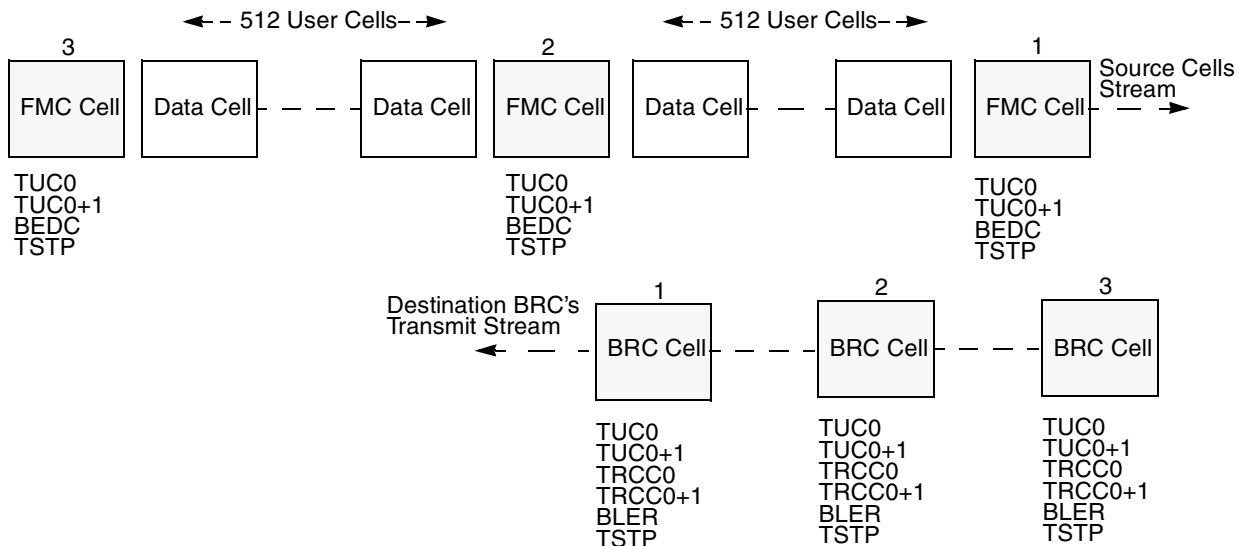 512 User Cells
512 User Cells
3
2
1
FMC Cell
Data Cell
Data Cell
FMC Cell
Data Cell
Data Cell
FMC Cell
Source Cells
Stream
TUC0
TUC0+1
BEDC
TSTP
TUC0
TUC0+1
BEDC
TSTP
TUC0
TUC0+1
BEDC
TSTP
Destination BRC's
Transmit Stream
1
2
3
BRC Cell
BRC Cell
BRC Cell
TUC0
TUC0+1
TRCC0
TRCC0+1
BLER
TSTP
TUC0
TUC0+1
TRCC0
TRCC0+1
BLER
TSTP
TUC0
TUC0+1
TRCC0
TRCC0+1
BLER
TSTP